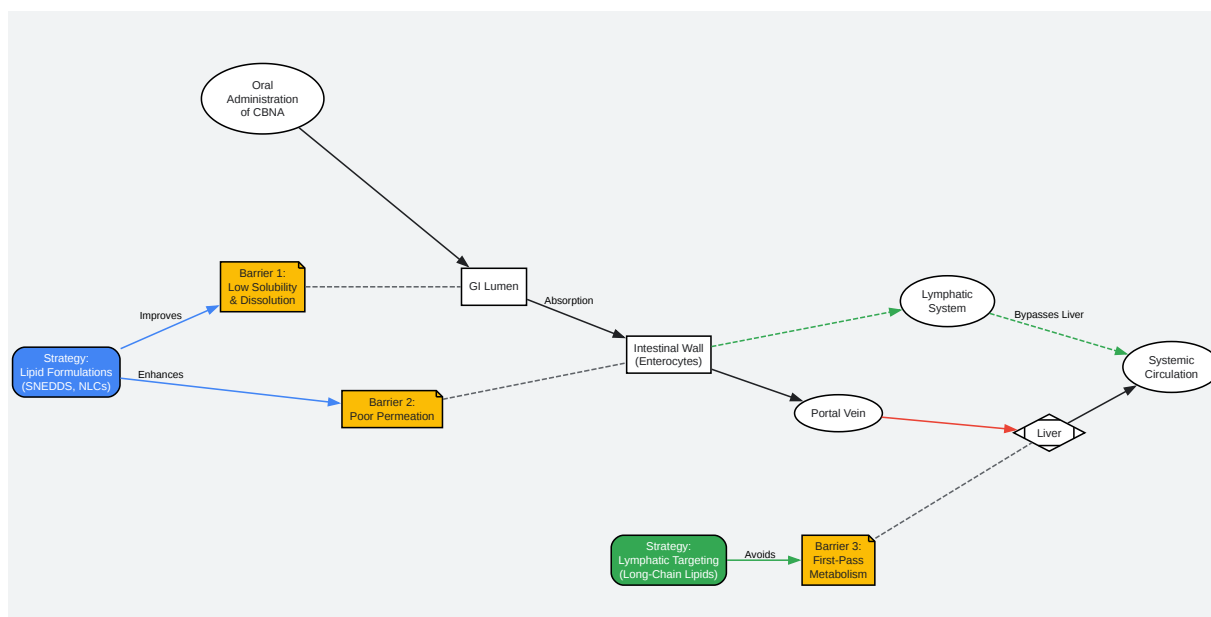 Oral
Administration
of CBNA
Barrier 1:
Low Solubility
& Dissolution
GI Lumen
Absorption
Improves
Lymphatic
System
Bypasses Liver
Strategy:
Lipid Formulations
(SNEDDS, NLCs)
Enhances
Intestinal Wall
(Enterocytes)
Systemic
Circulation
Barrier 2:
Poor Permeation
Portal Vein
Liver
Strategy:
Lymphatic Targeting
(Long-Chain Lipids)
Avoids
Barrier 3:
First-Pass
Metabolism